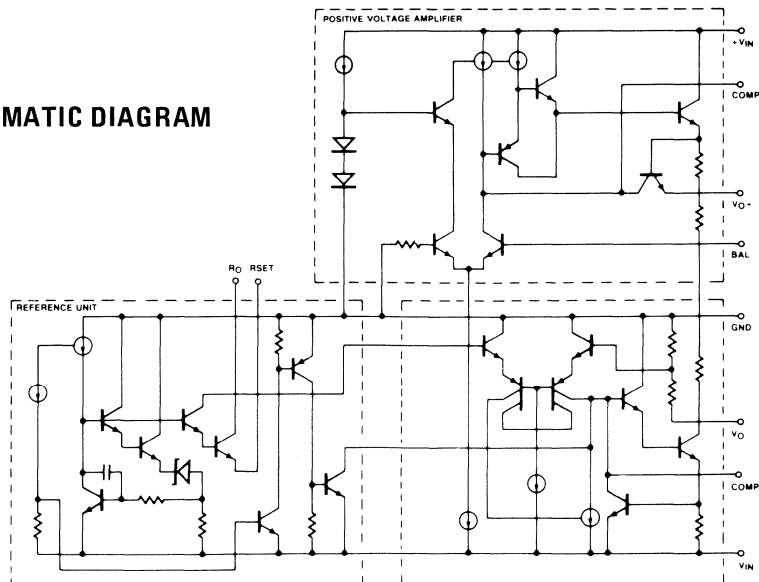 POSITIVE VOLTAGE AMPLIFIER
+VIN
COMP
MATIC DIAGRAM
VO+
BAL
RO RSET
REFERENCE UNIT
GND
VO
COMP
VIN